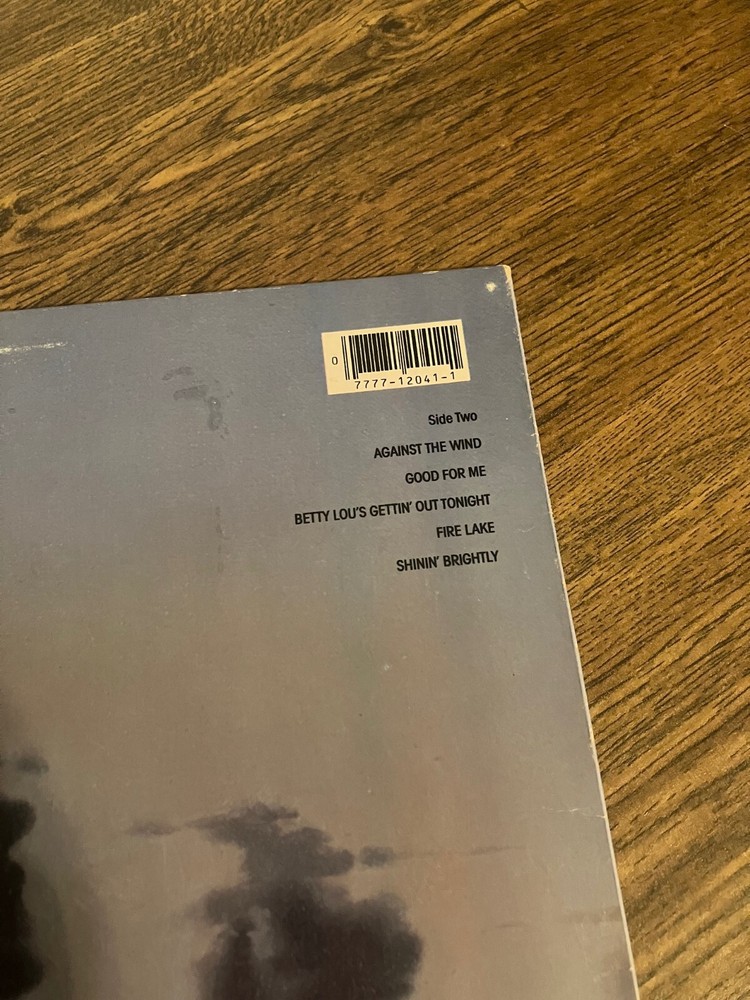 0
7777-12041-1
Side Two
AGAINST THE WIND
GOOD FOR ME
BETTY LOU'S GETTIN' OUT TONIGHT
FIRE LAKE
SHININ' BRIGHTLY